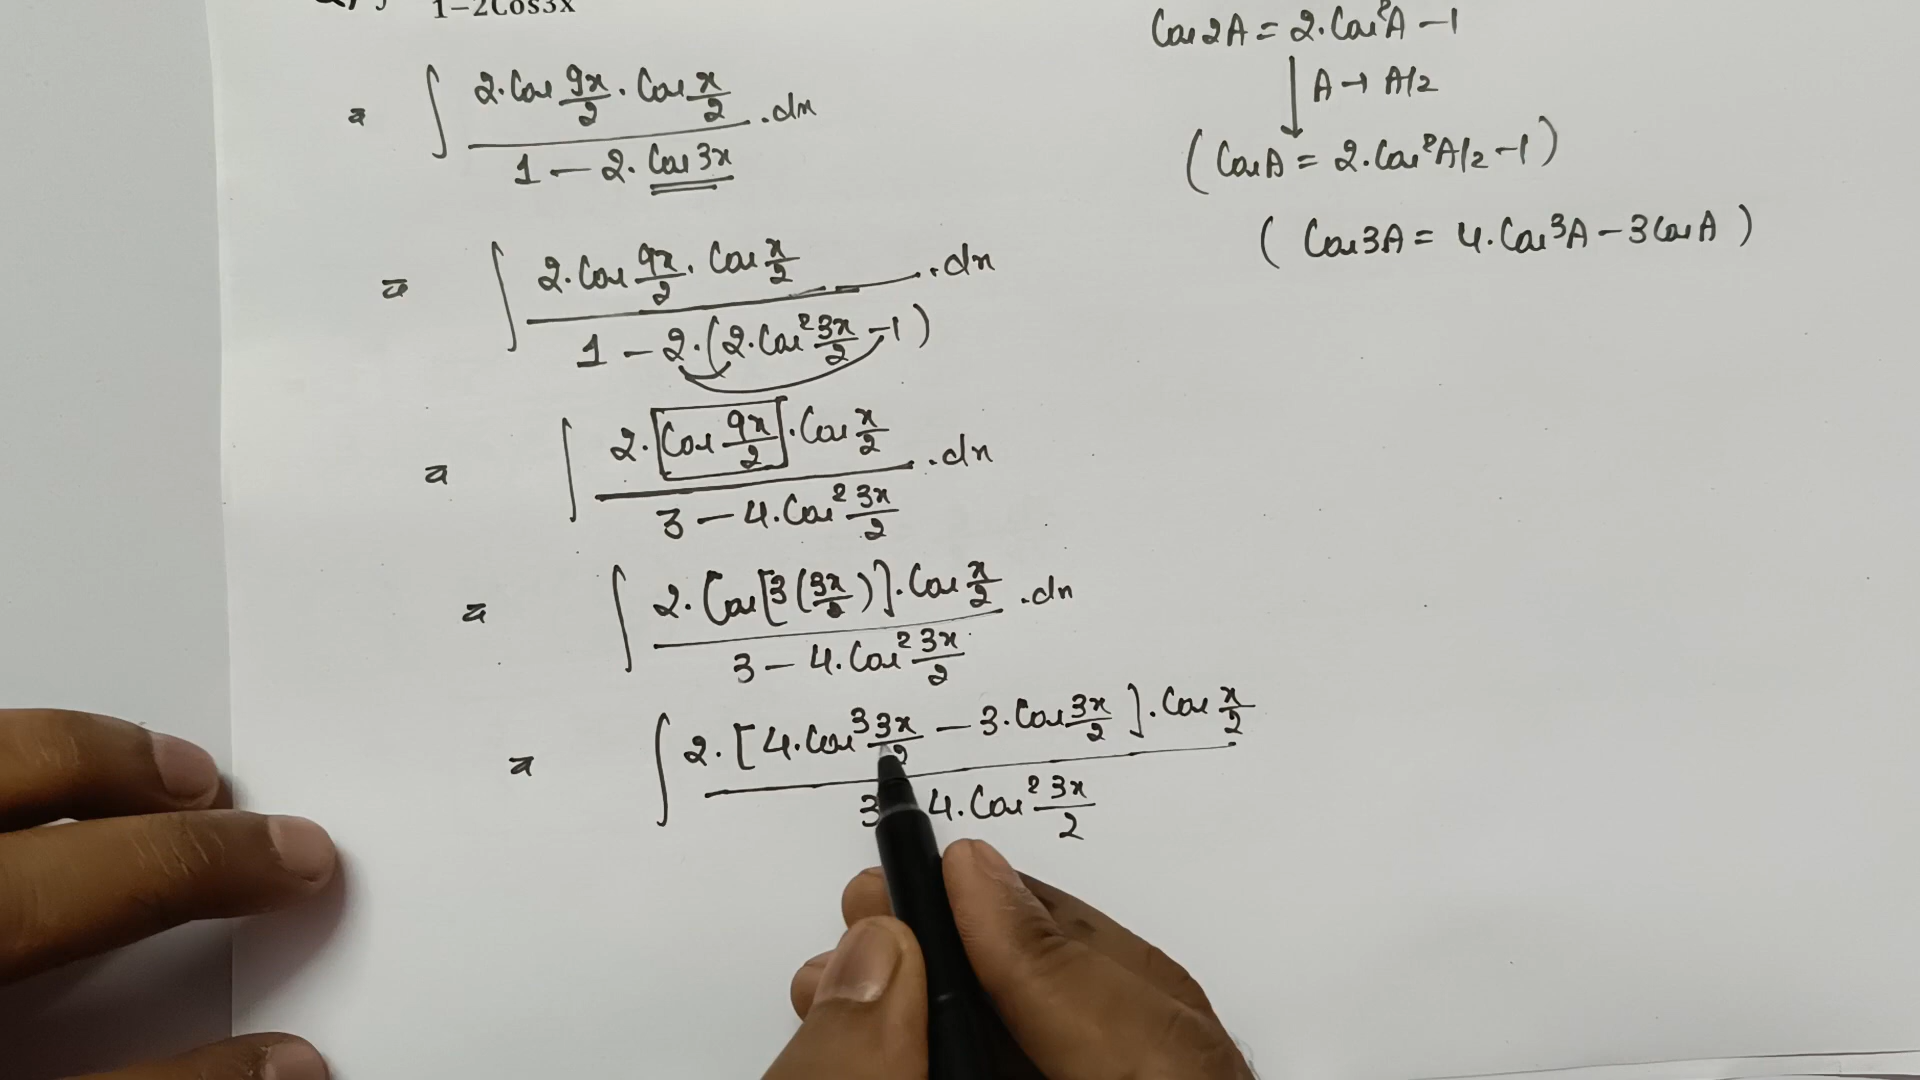 1−2Cos3x
= ∫ 2·Cos 9x/2 · Cos x/2 / 1 − 2·Cos 3x · dx
= ∫ 2·Cos 9x/2 · Cos x/2 / 1 − 2·(2·Cos² 3x/2 −1) · dx
= ∫ 2·[Cos 9x/2]·Cos x/2 / 3 − 4·Cos² 3x/2 · dx
= ∫ 2·Cos[3(3x/2)]·Cos x/2 / 3 − 4·Cos² 3x/2 · dx
= ∫ 2·[4·Cos³ 3x/2 − 3·Cos 3x/2]·Cos x/2 / 3 4·Cos² 3x/2
Cos2A = 2·Cos²A −1
A → A/2
(CosA = 2·Cos²A/2 −1)
(Cos3A = 4·Cos³A − 3CosA)